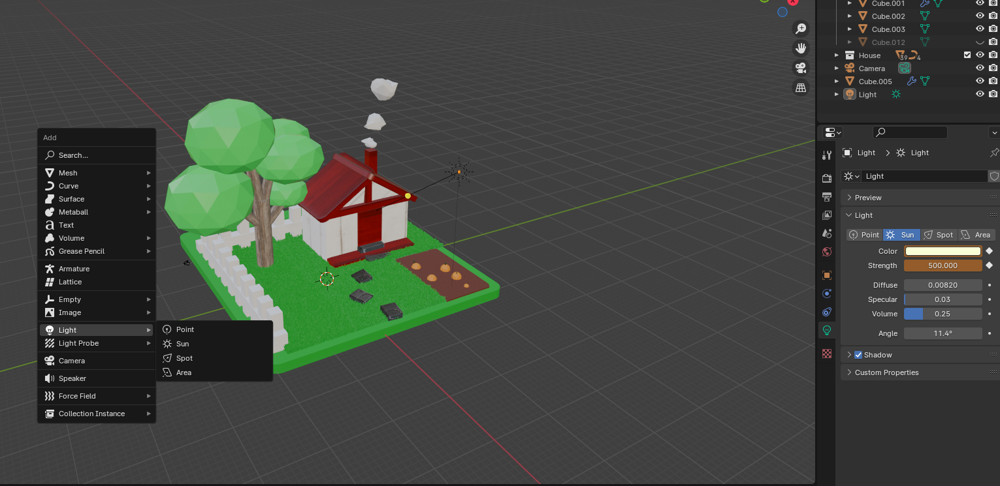 Cube.001
Cube.002
Cube.003
Cube.012
House 39 4
Camera
Cube.005
Light
Add
Search...
Mesh
Curve
Surface
Metaball
Text
Volume
Grease Pencil
Armature
Lattice
Empty
Image
Light
Light Probe
Camera
Speaker
Force Field
Collection Instance
Point
Sun
Spot
Area
Light > Light
Light
Preview
Light
Point Sun Spot Area
Color
Strength 500.000
Diffuse 0.00820
Specular 0.03
Volume 0.25
Angle 11.4°
Shadow
Custom Properties